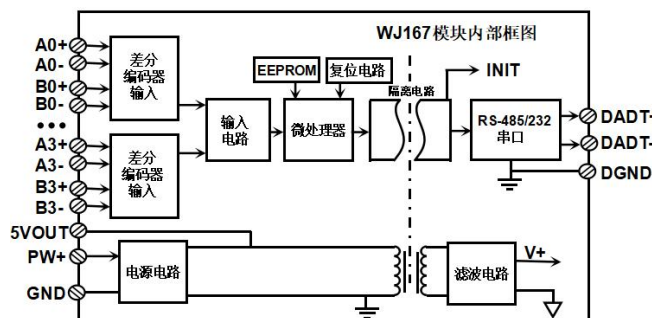 WJ167模块内部框图
A0+
A0-
B0+
B0-
•••
A3+
A3-
B3+
B3-
5VOUT
PW+
GND
差分
编码器
输入
差分
编码器
输入
输入
电路
EEPROM
复位电路
微处理器
隔离电路
INIT
RS-485/232
串口
DADT-
DADT-
DGND
电源电路
滤波电路
V+